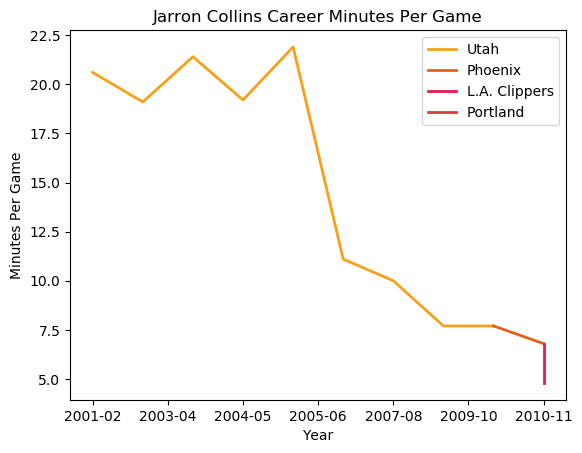 Jarron Collins Career Minutes Per Game
Utah
Phoenix
L.A. Clippers
Portland
Minutes Per Game
22.5
20.0
17.5
15.0
12.5
10.0
7.5
5.0
2001-02 2003-04 2004-05 2005-06 2007-08 2009-10 2010-11
Year